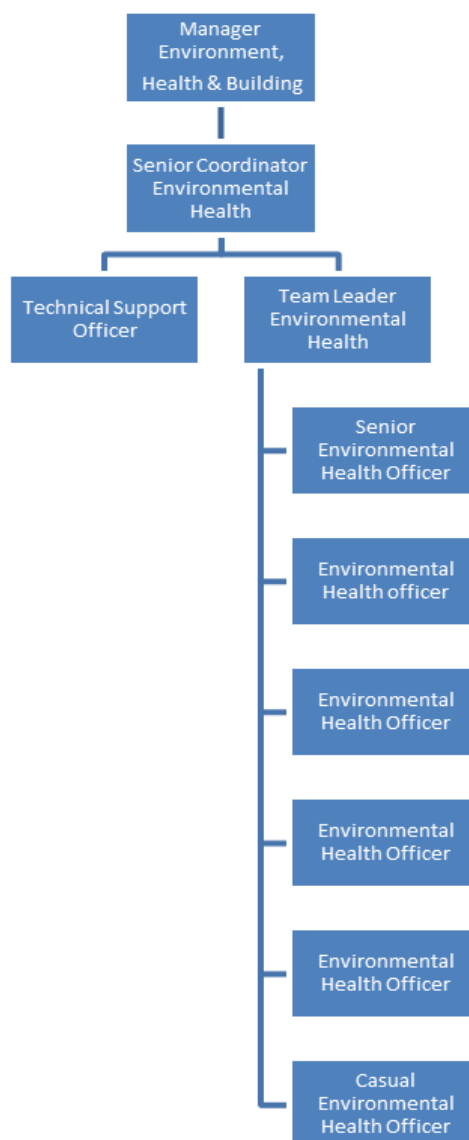 Manager
Environment,
Health & Building
Senior Coordinator
Environmental
Health
Technical Support
Officer
Team Leader
Environmental
Health
Senior
Environmental
Health Officer
Environmental
Health officer
Environmental
Health Officer
Environmental
Health Officer
Environmental
Health Officer
Casual
Environmental
Health Officer